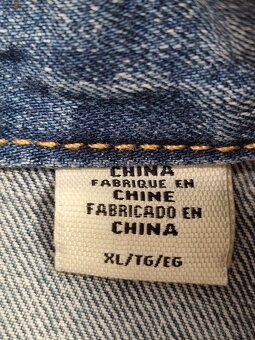 CHINA
FABRIQUE EN
CHINE
FABRICADO EN
CHINA
XL/TG/EG